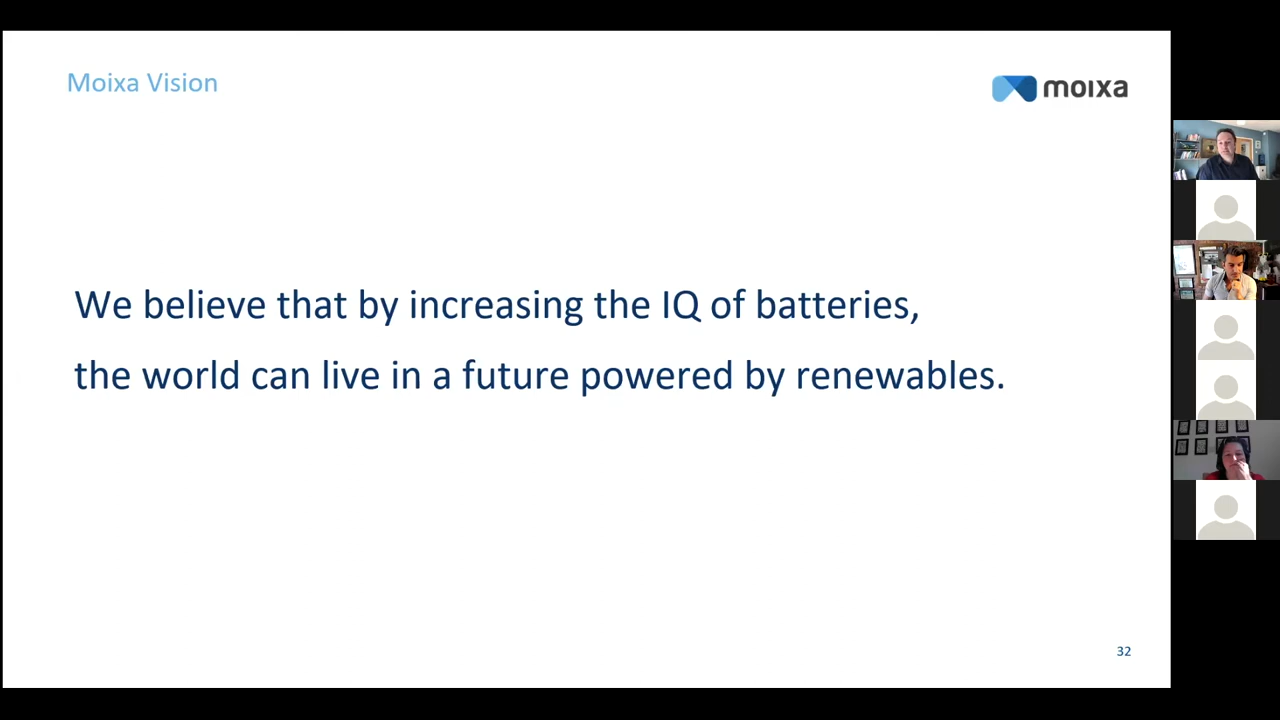 Moixa Vision
moixa
We believe that by increasing the IQ of batteries,
the world can live in a future powered by renewables.
32